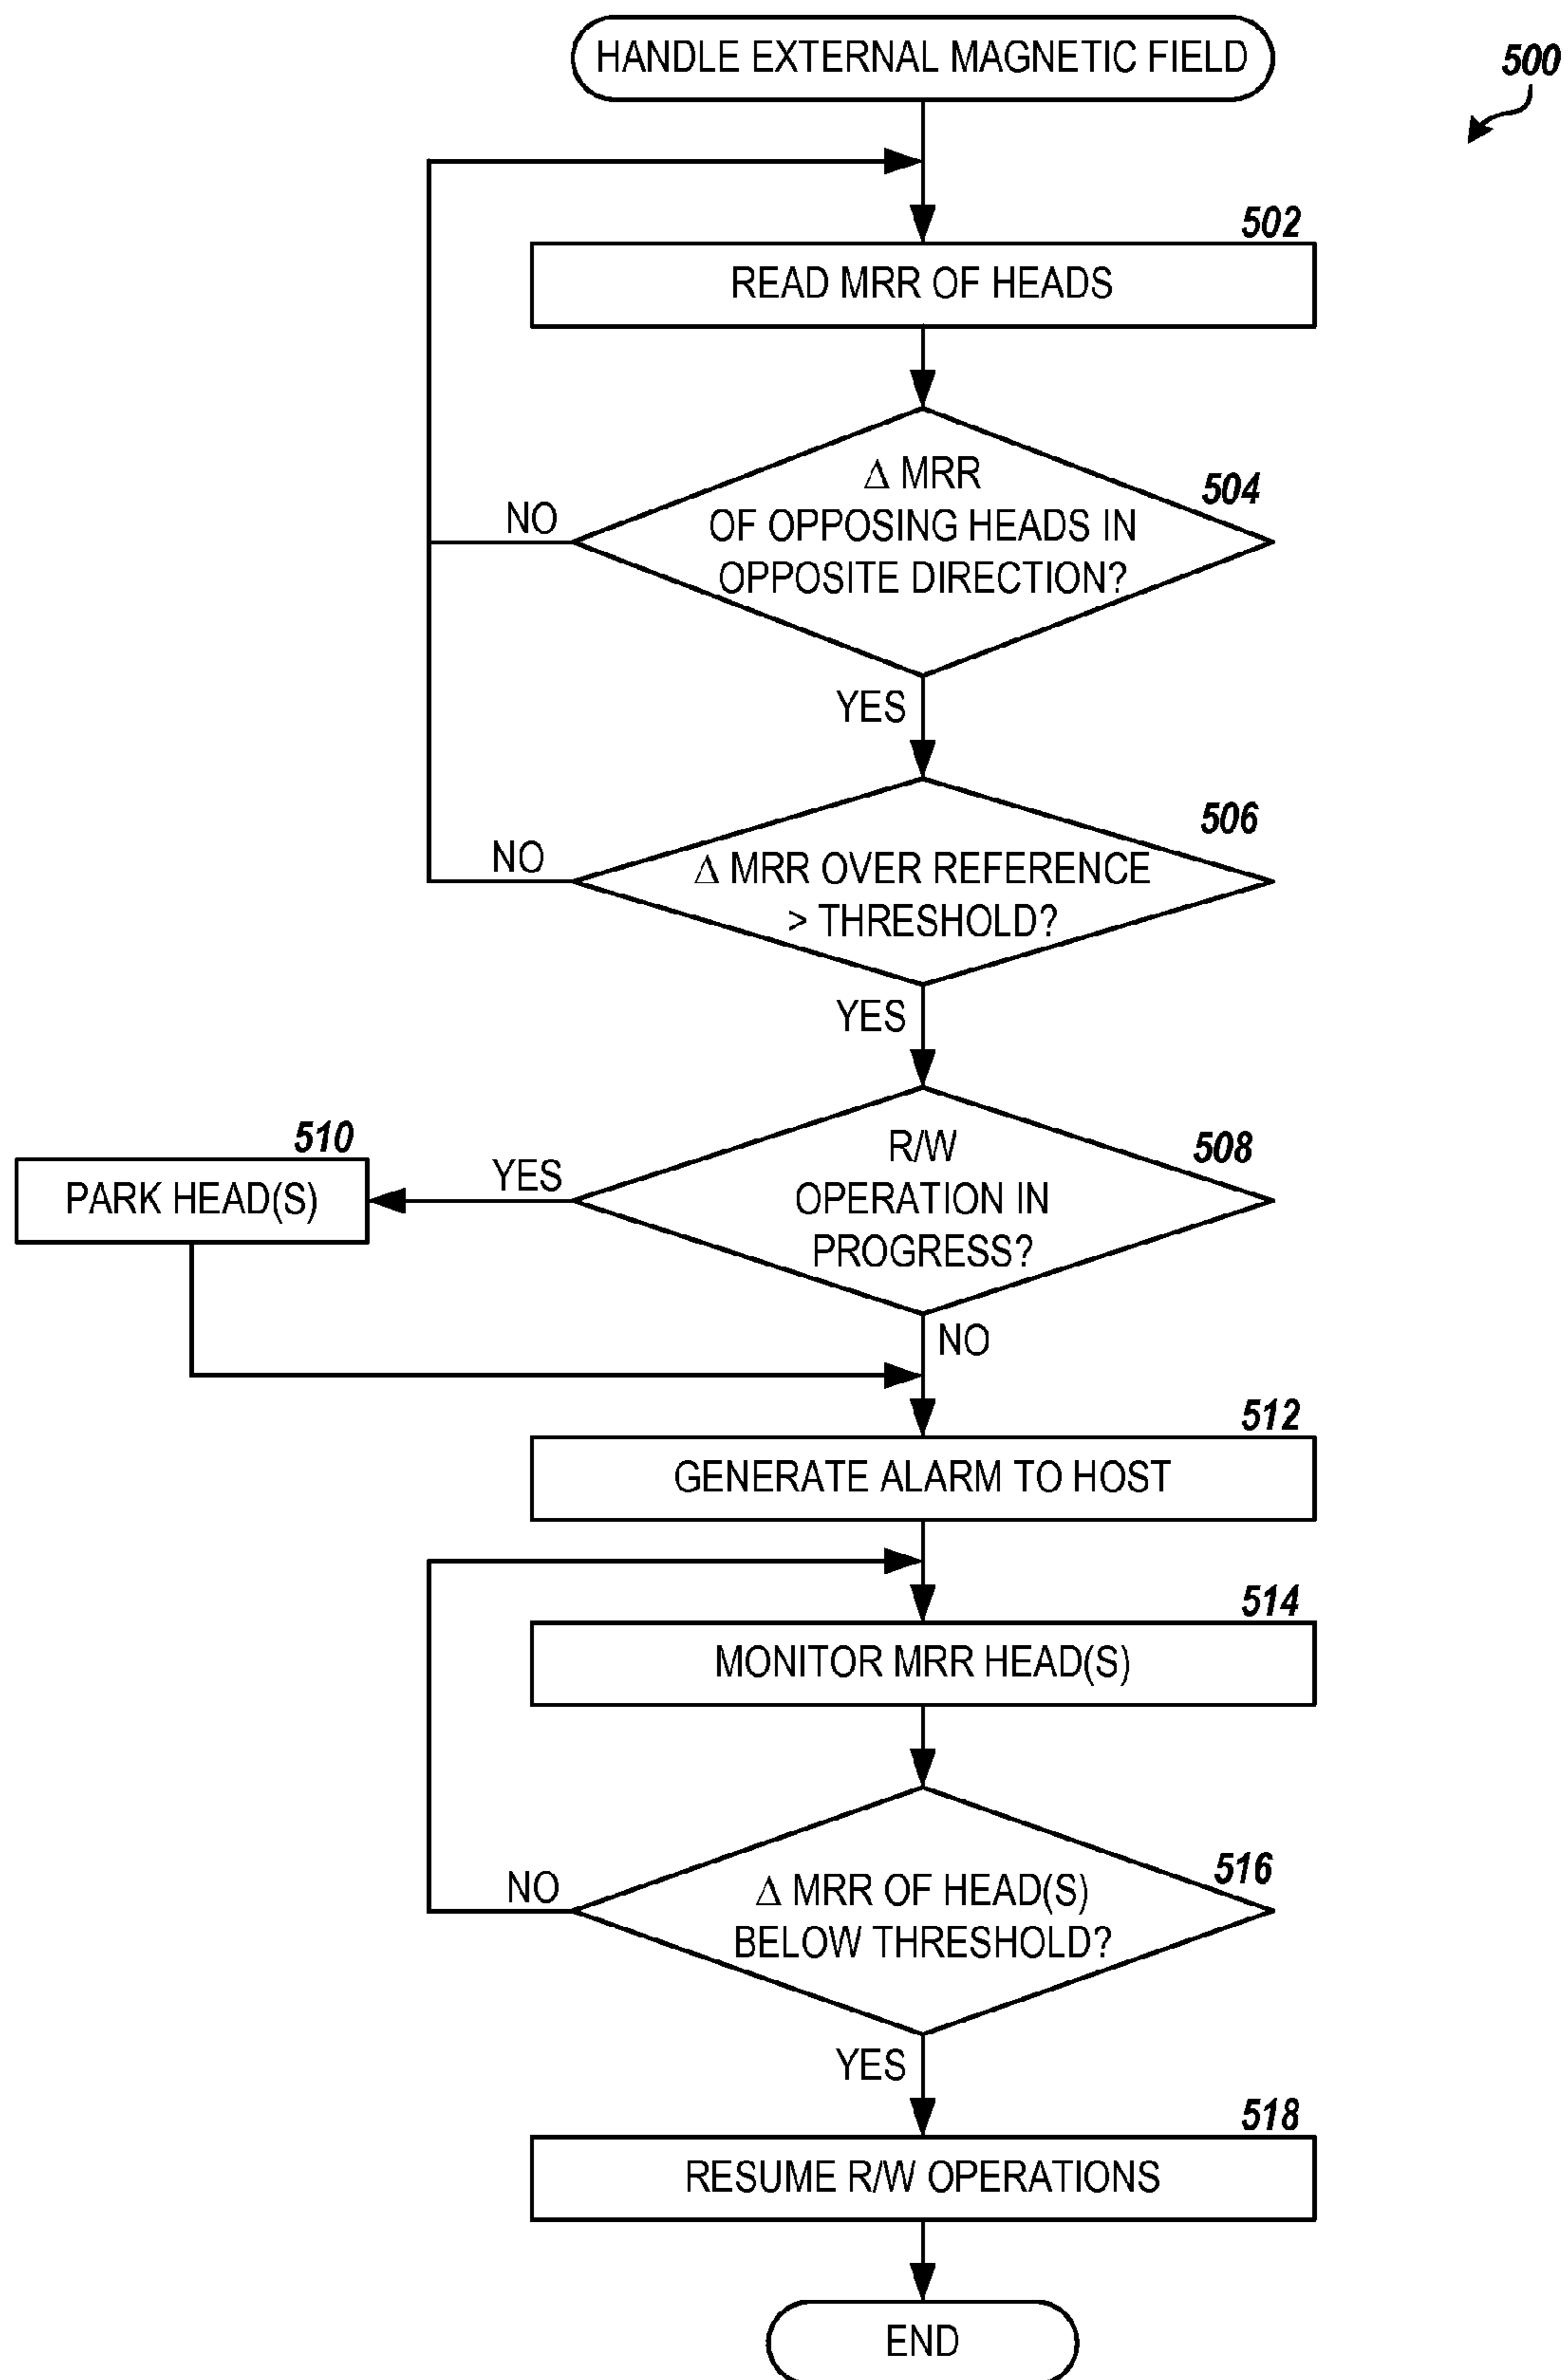 HANDLE EXTERNAL MAGNETIC FIELD
500
502
READ MRR OF HEADS
Δ MRR
OF OPPOSING HEADS IN
OPPOSITE DIRECTION?
504
NO
YES
506
Δ MRR OVER REFERENCE
> THRESHOLD?
NO
YES
R/W
OPERATION IN
PROGRESS?
508
YES
510
PARK HEAD(S)
NO
512
GENERATE ALARM TO HOST
514
MONITOR MRR HEAD(S)
516
Δ MRR OF HEAD(S)
BELOW THRESHOLD?
NO
YES
518
RESUME R/W OPERATIONS
END